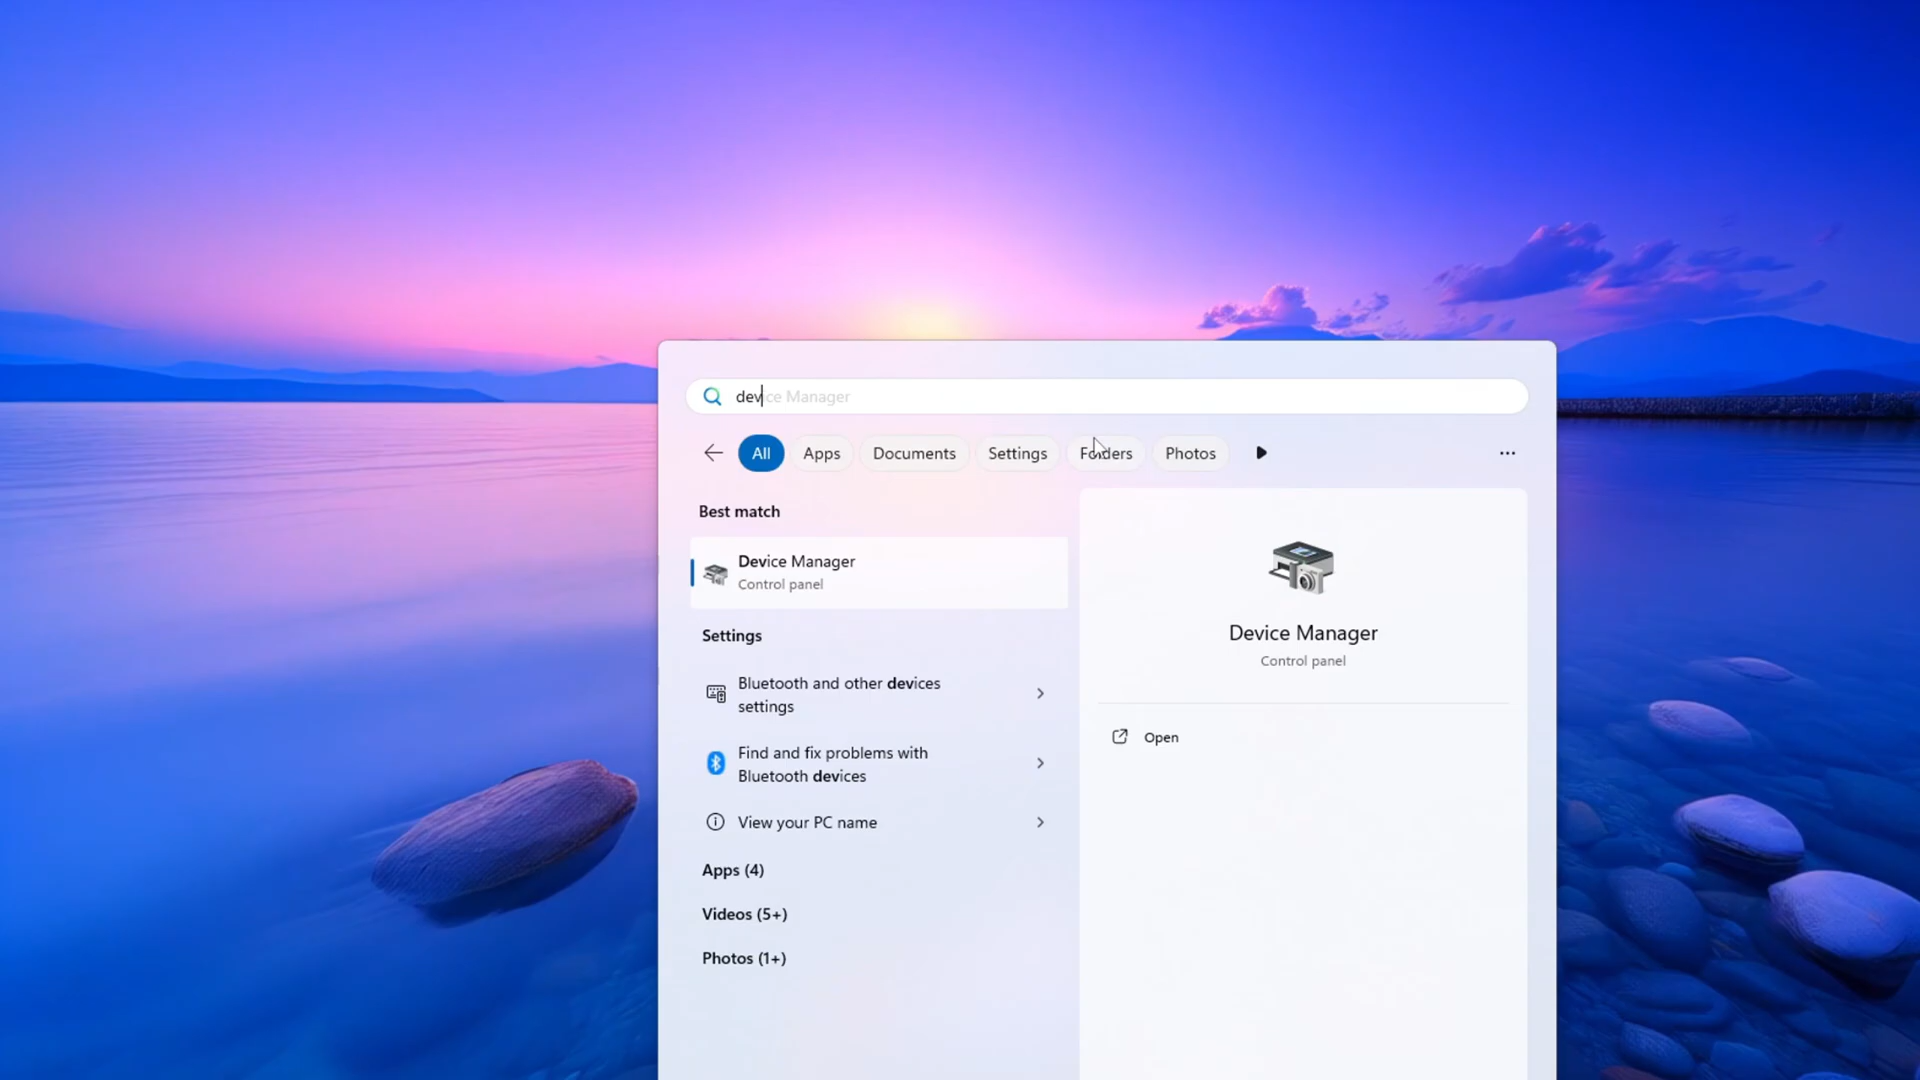 device Manager
All
Apps
Documents
Settings
Folders
Photos
Best match
Device Manager
Control panel
Settings
Bluetooth and other devices
settings
Find and fix problems with
Bluetooth devices
View your PC name
Apps (4)
Videos (5+)
Photos (1+)
Device Manager
Control panel
Open